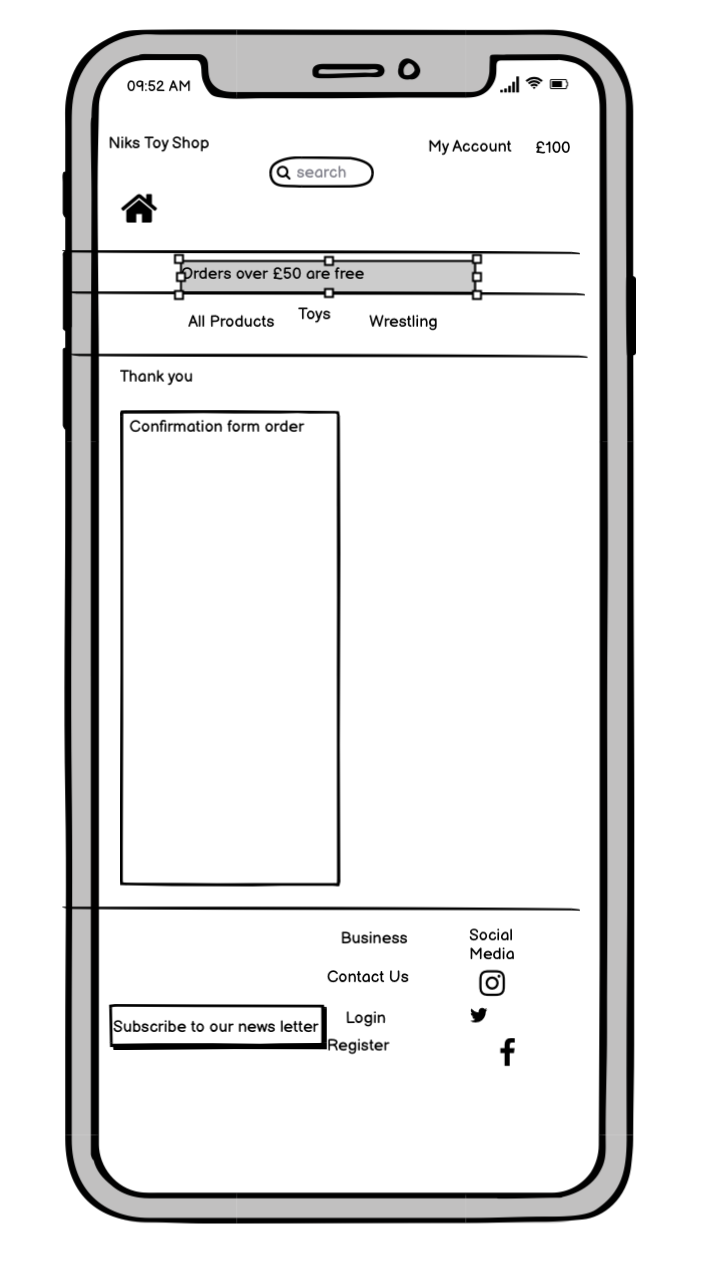 09:52 AM
Niks Toy Shop
My Account
£100
search
Orders over £50 are free
All Products
Toys
Wrestling
Thank you
Confirmation form order
Business
Social
Media
Contact Us
Subscribe to our news letter
Login
Register